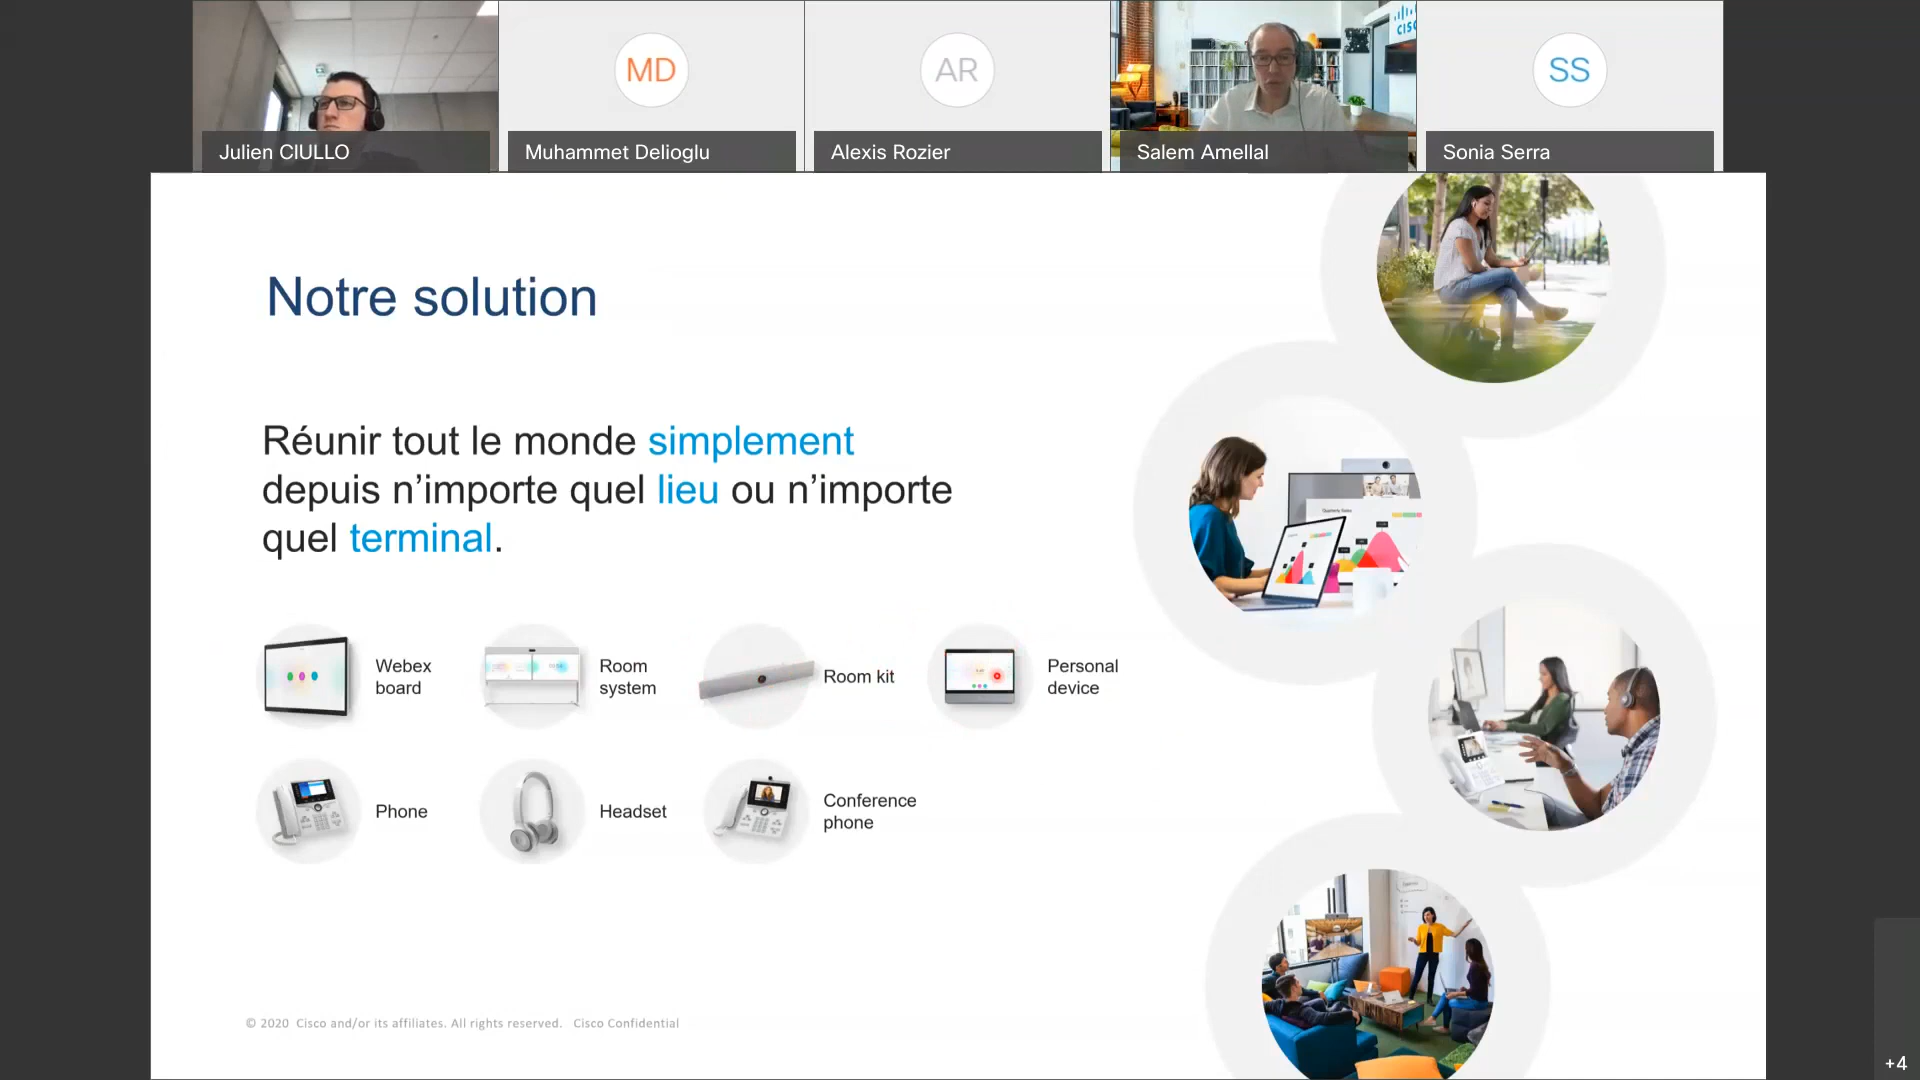 MD
AR
CISC
SS
Julien CIULLO
Muhammet Delioglu
Alexis Rozier
Salem Amellal
Sonia Serra
Notre solution
Réunir tout le monde simplement
depuis n’importe quel lieu ou n’importe
quel terminal.
Webex
board
Room
system
Room kit
Personal
device
Phone
Headset
Conference
phone
© 2020 Cisco and/or its affiliates. All rights reserved. Cisco Confidential
+4